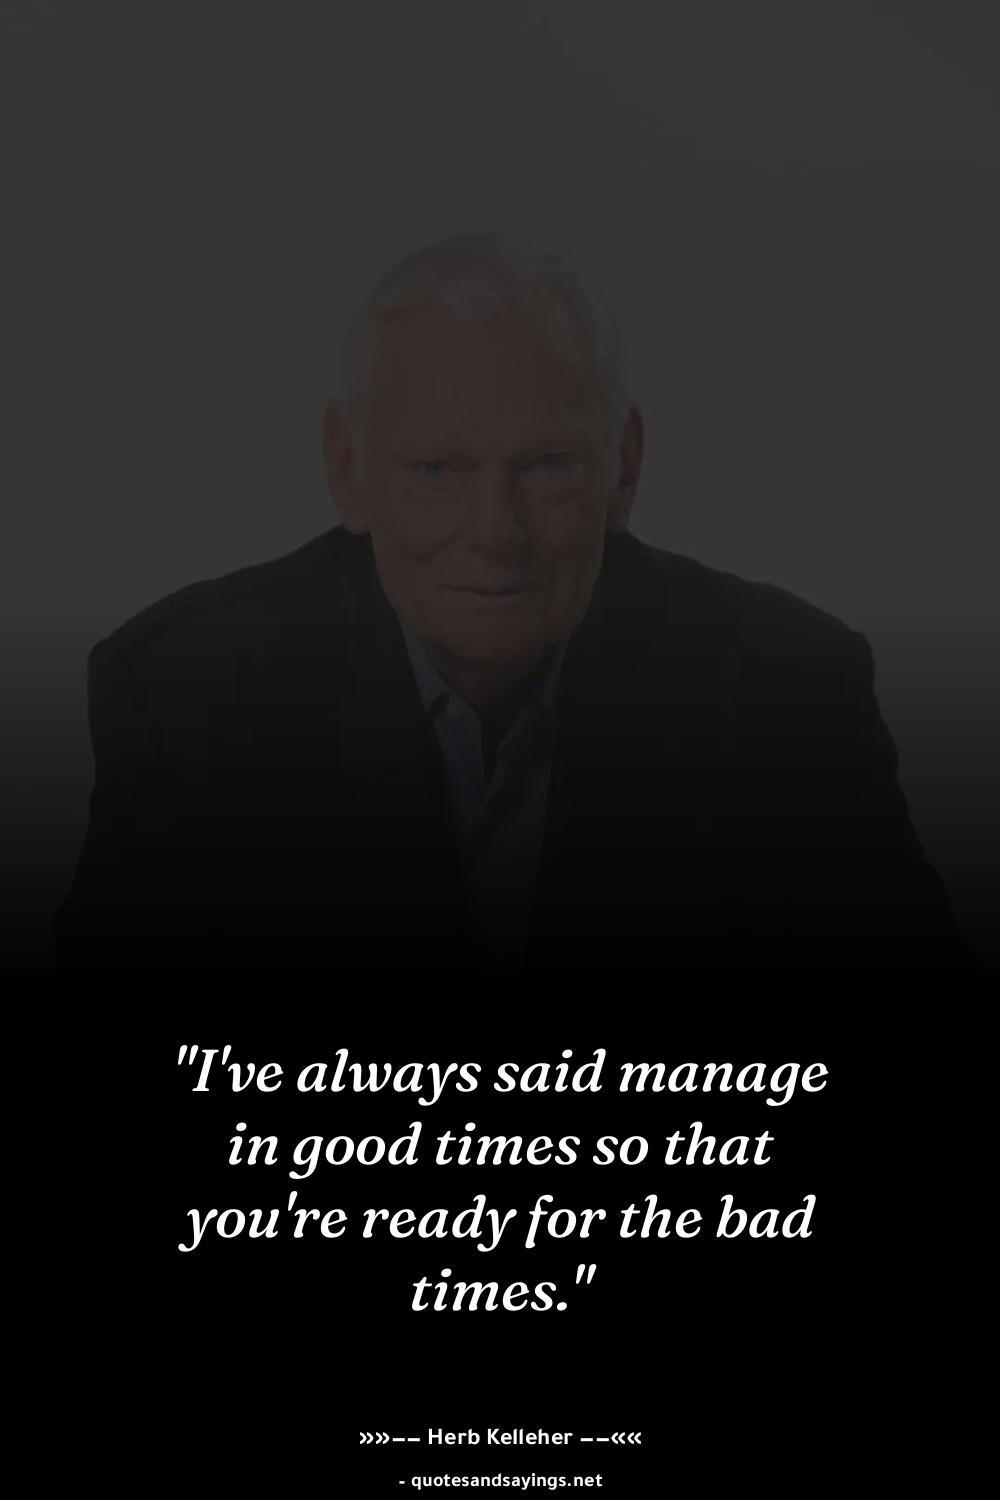 "I've always said manage
in good times so that
you're ready for the bad
times."
»»-- Herb Kelleher --««
- quotesandsayings.net